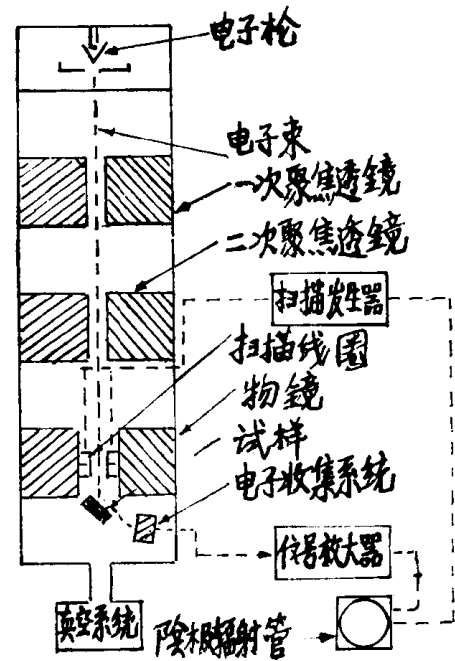 电子枪
电子束
一次聚焦透镜
二次聚焦透镜
扫描发生器
扫描线圈
物镜
试样
电子收集系统
信号放大器
真空系统
陰极辐射管